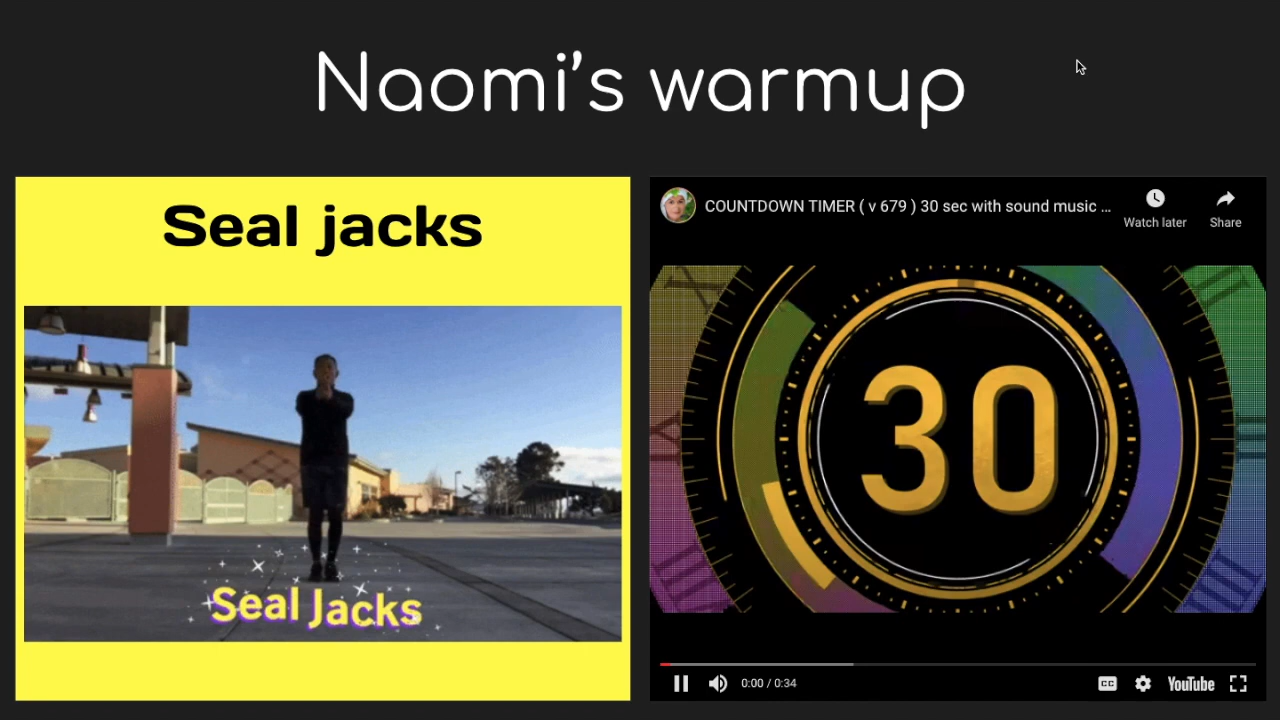 Naomi's warmup
Seal jacks
Seal Jacks
COUNTDOWN TIMER ( v 679 ) 30 sec with sound music ...
Watch later
Share
30
0:00 / 0:34
CC
YouTube